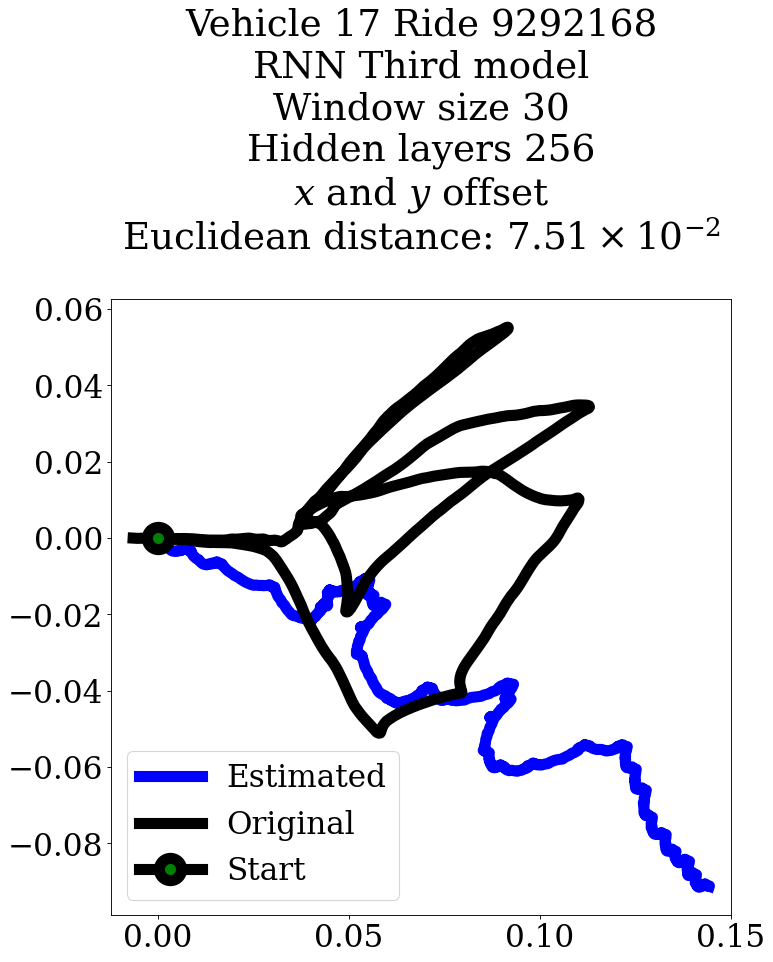 Vehicle 17 Ride 9292168
RNN Third model
Window size 30
Hidden layers 256
x and y offset
Euclidean distance: 7.51 × 10⁻²
0.06
0.04
0.02
0.00
−0.02
−0.04
−0.06
−0.08
Estimated
Original
Start
0.00 0.05 0.10 0.15